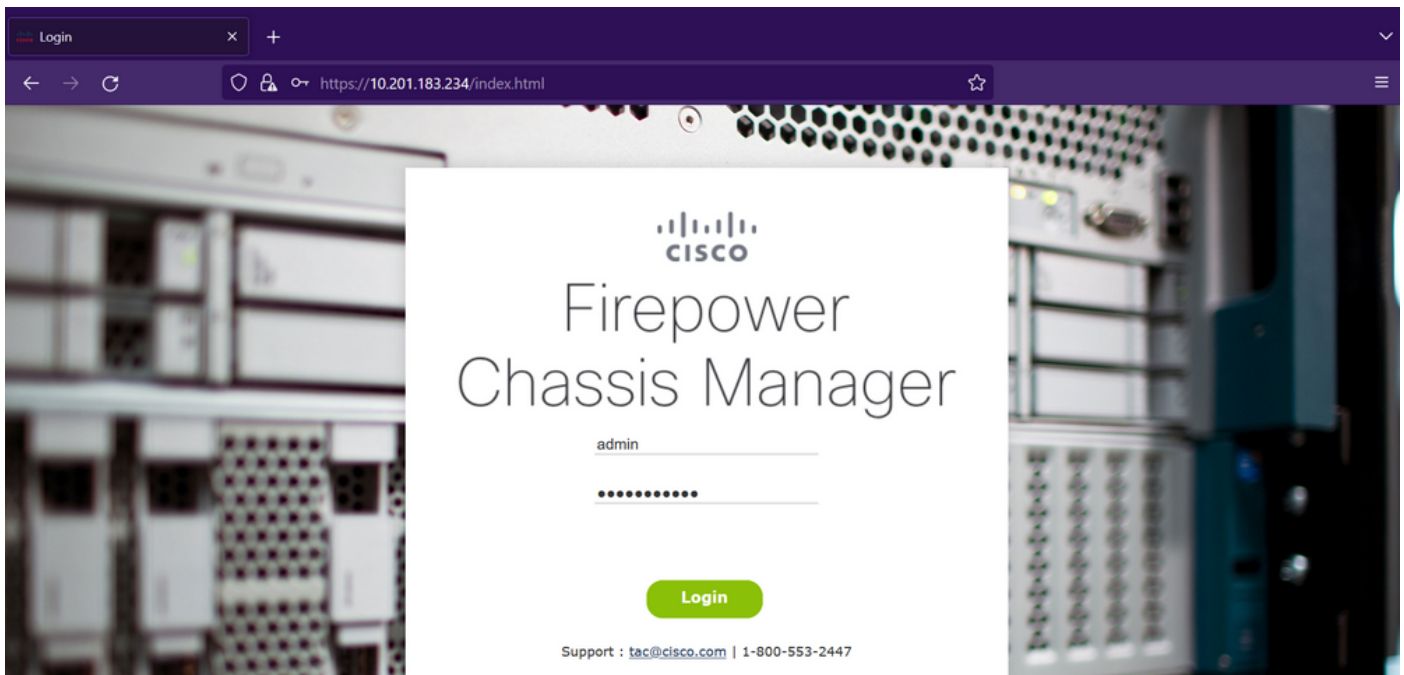 Login
https://10.201.183.234/index.html
CISCO
Firepower
Chassis Manager
admin
•••••••••••
Login
Support : tac@cisco.com | 1-800-553-2447